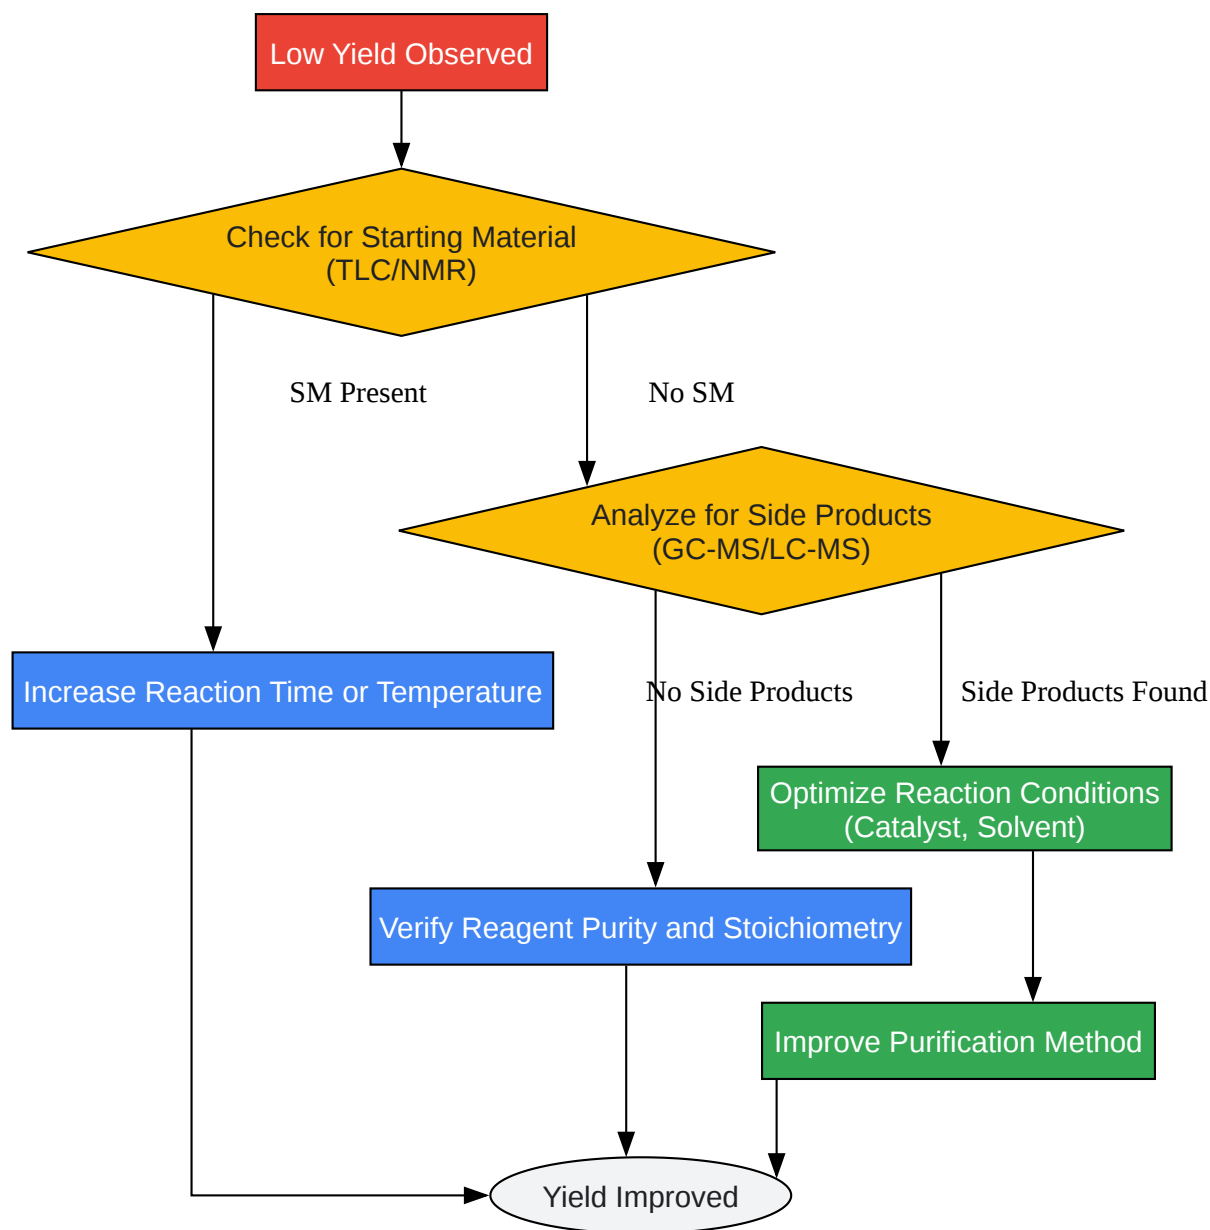 Low Yield Observed
Check for Starting Material
(TLC/NMR)
SM Present
No SM
Analyze for Side Products
(GC-MS/LC-MS)
Increase Reaction Time or Temperature
No Side Products
Side Products Found
Optimize Reaction Conditions
(Catalyst, Solvent)
Verify Reagent Purity and Stoichiometry
Improve Purification Method
Yield Improved